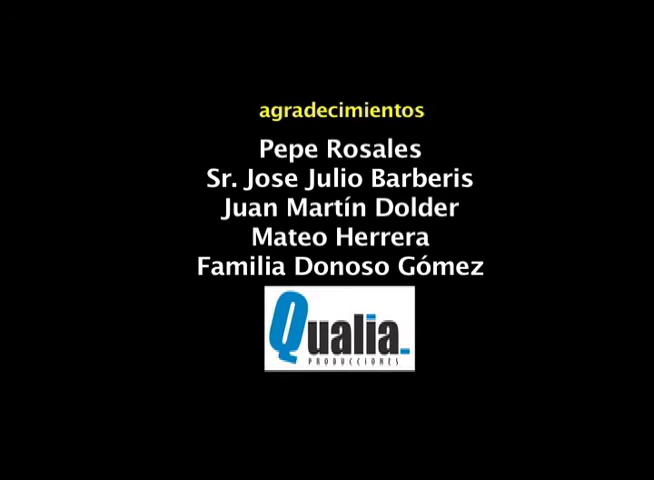 agradecimientos
Pepe Rosales
Sr. Jose Julio Barberis
Juan Martín Dolder
Mateo Herrera
Familia Donoso Gómez
Qualia
PRODUCCIONES